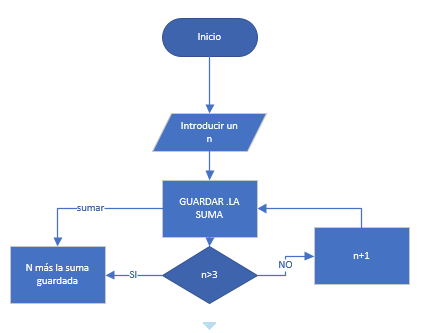 Inicio
Introducir un
n
GUARDAR .LA
SUMA
sumar
N más la suma
guardada
SI
n>3
NO
n+1